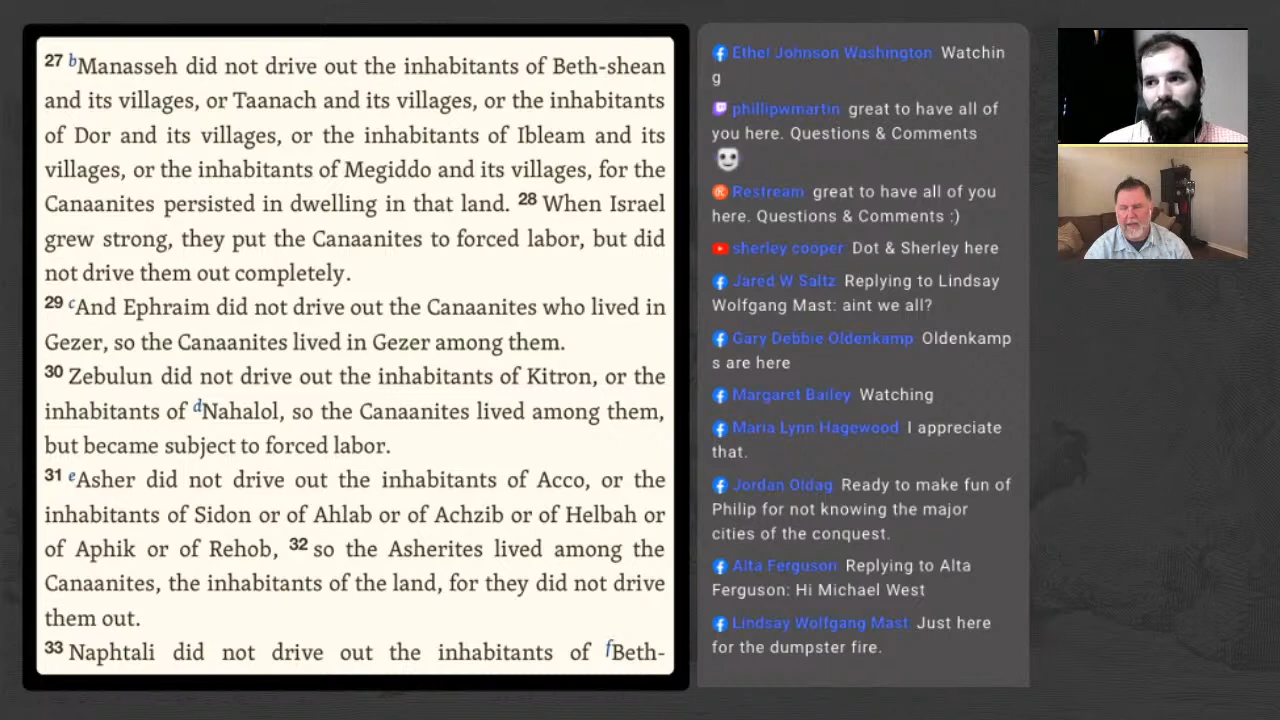 27 bManasseh did not drive out the inhabitants of Beth-shean
and its villages, or Taanach and its villages, or the inhabitants
of Dor and its villages, or the inhabitants of Ibleam and its
villages, or the inhabitants of Megiddo and its villages, for the
Canaanites persisted in dwelling in that land. 28 When Israel
grew strong, they put the Canaanites to forced labor, but did
not drive them out completely.
29 cAnd Ephraim did not drive out the Canaanites who lived in
Gezer, so the Canaanites lived in Gezer among them.
30 Zebulun did not drive out the inhabitants of Kitron, or the
inhabitants of dNahalol, so the Canaanites lived among them,
but became subject to forced labor.
31 eAsher did not drive out the inhabitants of Acco, or the
inhabitants of Sidon or of Ahlab or of Achzib or of Helbah or
of Aphik or of Rehob, 32 so the Asherites lived among the
Canaanites, the inhabitants of the land, for they did not drive
them out.
33 Naphtali did not drive out the inhabitants of fBeth-
Ethel Johnson Washington Watchin
g
phillipwmartin great to have all of
you here. Questions & Comments
Restream great to have all of you
here. Questions & Comments :)
sherley cooper Dot & Sherley here
Jared W Saltz Replying to Lindsay
Wolfgang Mast: aint we all?
Gary Debbie Oldenkamp Oldenkamp
s are here
Margaret Bailey Watching
Maria Lynn Hagewood I appreciate
that.
Jordan Oldag Ready to make fun of
Philip for not knowing the major
cities of the conquest.
Alta Ferguson Replying to Alta
Ferguson: Hi Michael West
Lindsay Wolfgang Mast Just here
for the dumpster fire.